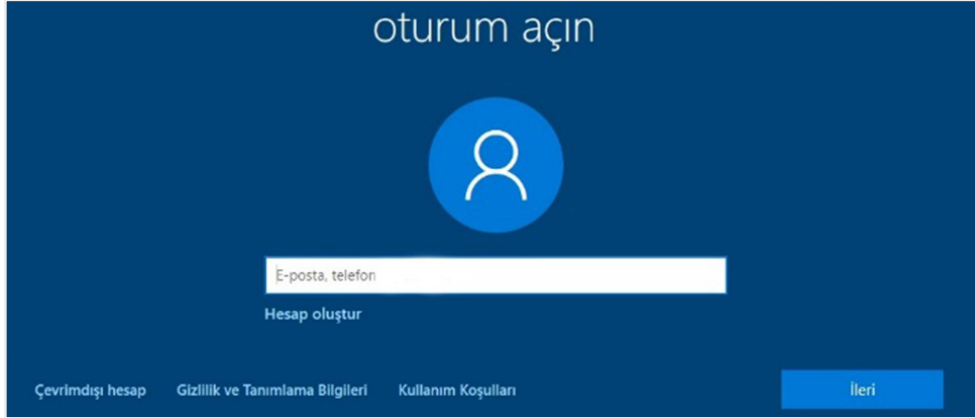 oturum açın
E-posta, telefon
Hesap oluştur
Çevrimdışı hesap Gizlilik ve Tanımlama Bilgileri Kullanım Koşulları İleri